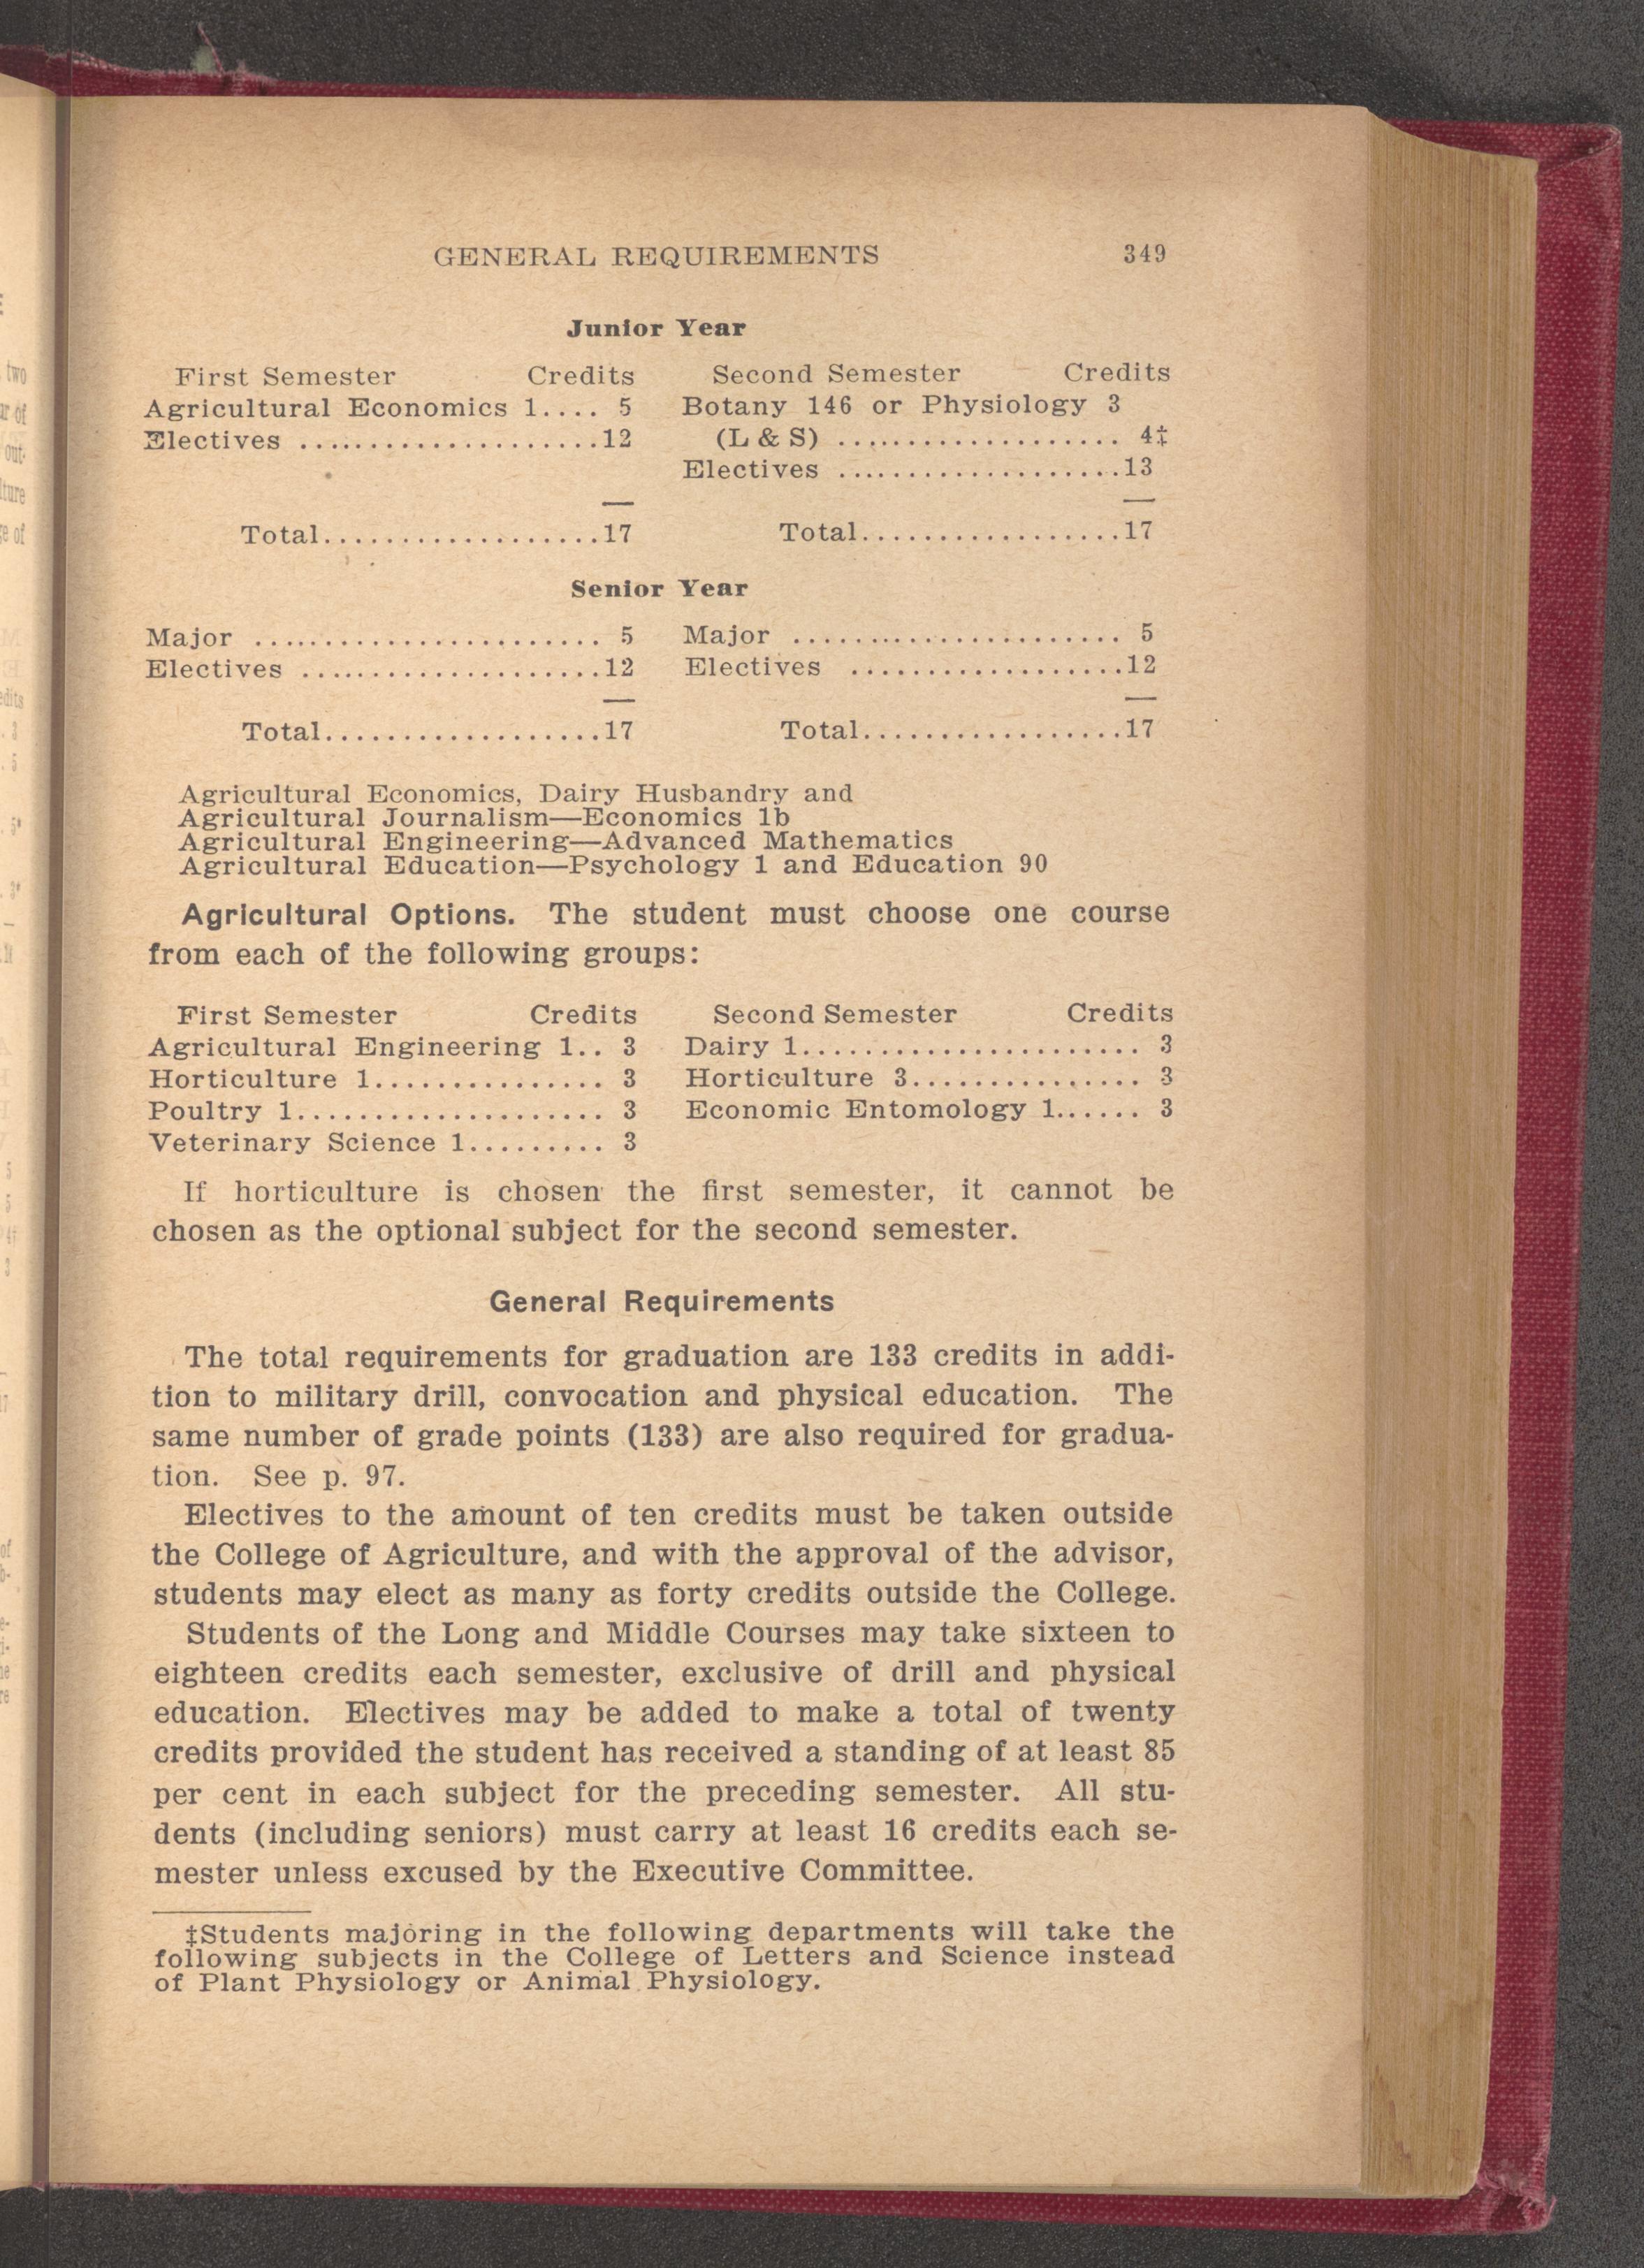 GENERAL REQUIREMENTS 349
Junior Year
First Semester Credits Second Semester Credits
Agricultural Economics 1.... 5 Botany 146 or Physiology 3
Electives ....................12 (L & S) ................... 4‡
Electives ...................13
Total..................17 Total.................17
Senior Year
Major ....................... 5 Major ...................... 5
Electives ....................12 Electives ..................12
Total..................17 Total.................17
Agricultural Economics, Dairy Husbandry and
Agricultural Journalism—Economics 1b
Agricultural Engineering—Advanced Mathematics
Agricultural Education—Psychology 1 and Education 90
Agricultural Options. The student must choose one course
from each of the following groups:
First Semester Credits Second Semester Credits
Agricultural Engineering 1.. 3 Dairy 1...................... 3
Horticulture 1............... 3 Horticulture 3............... 3
Poultry 1.................... 3 Economic Entomology 1...... 3
Veterinary Science 1......... 3
If horticulture is chosen the first semester, it cannot be
chosen as the optional subject for the second semester.
General Requirements
The total requirements for graduation are 133 credits in addi-
tion to military drill, convocation and physical education. The
same number of grade points (133) are also required for gradua-
tion. See p. 97.
Electives to the amount of ten credits must be taken outside
the College of Agriculture, and with the approval of the advisor,
students may elect as many as forty credits outside the College.
Students of the Long and Middle Courses may take sixteen to
eighteen credits each semester, exclusive of drill and physical
education. Electives may be added to make a total of twenty
credits provided the student has received a standing of at least 85
per cent in each subject for the preceding semester. All stu-
dents (including seniors) must carry at least 16 credits each se-
mester unless excused by the Executive Committee.
‡Students majoring in the following departments will take the
following subjects in the College of Letters and Science instead
of Plant Physiology or Animal Physiology.